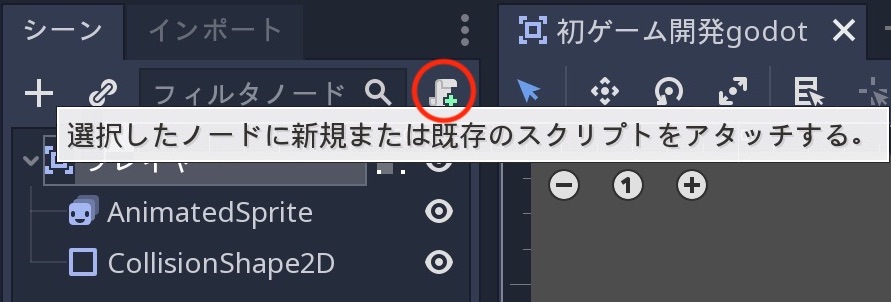 シーン インポート
初ゲーム開発godot
フィルタノード
選択したノードに新規または既存のスクリプトをアタッチする。
1
AnimatedSprite
CollisionShape2D